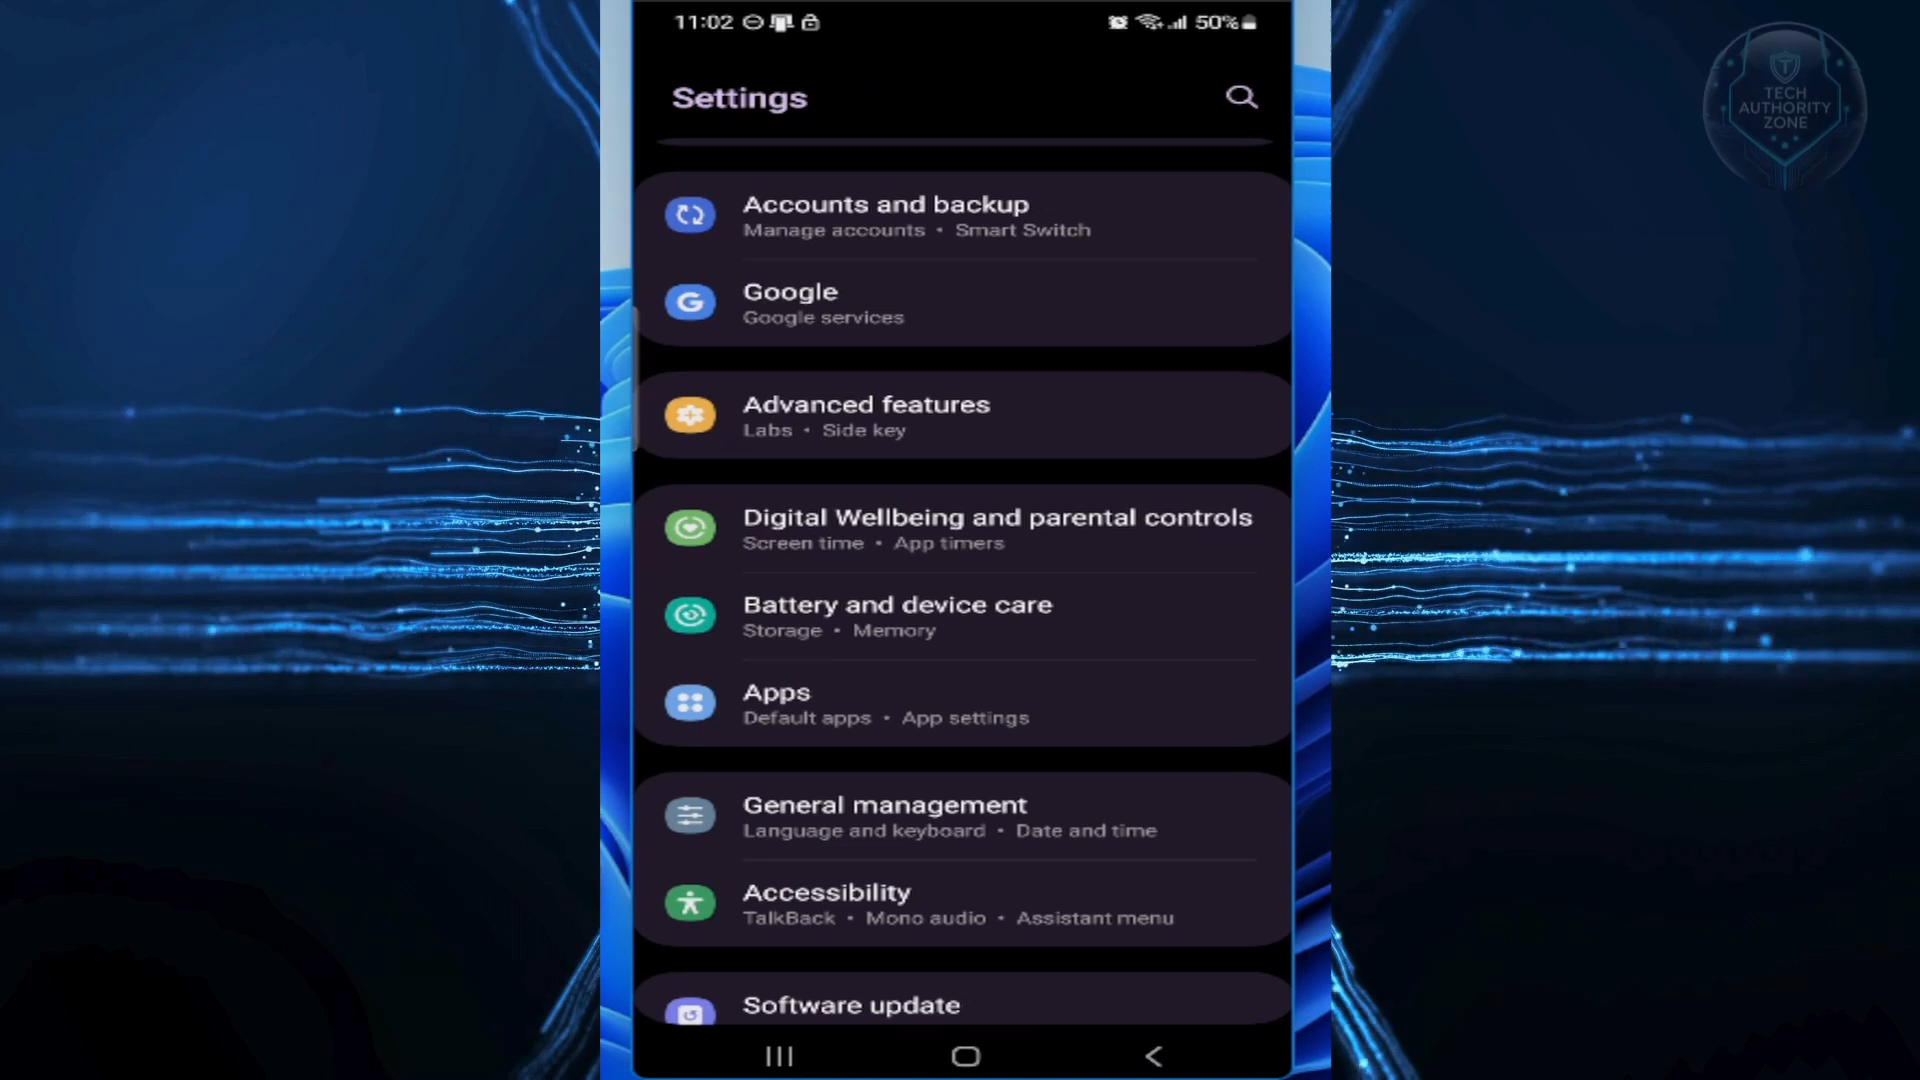 11:02
50%
Settings
Accounts and backup
Manage accounts • Smart Switch
Google
Google services
Advanced features
Labs • Side key
Digital Wellbeing and parental controls
Screen time • App timers
Battery and device care
Storage • Memory
Apps
Default apps • App settings
General management
Language and keyboard • Date and time
Accessibility
TalkBack • Mono audio • Assistant menu
Software update
T
TECH
AUTHORITY
ZONE